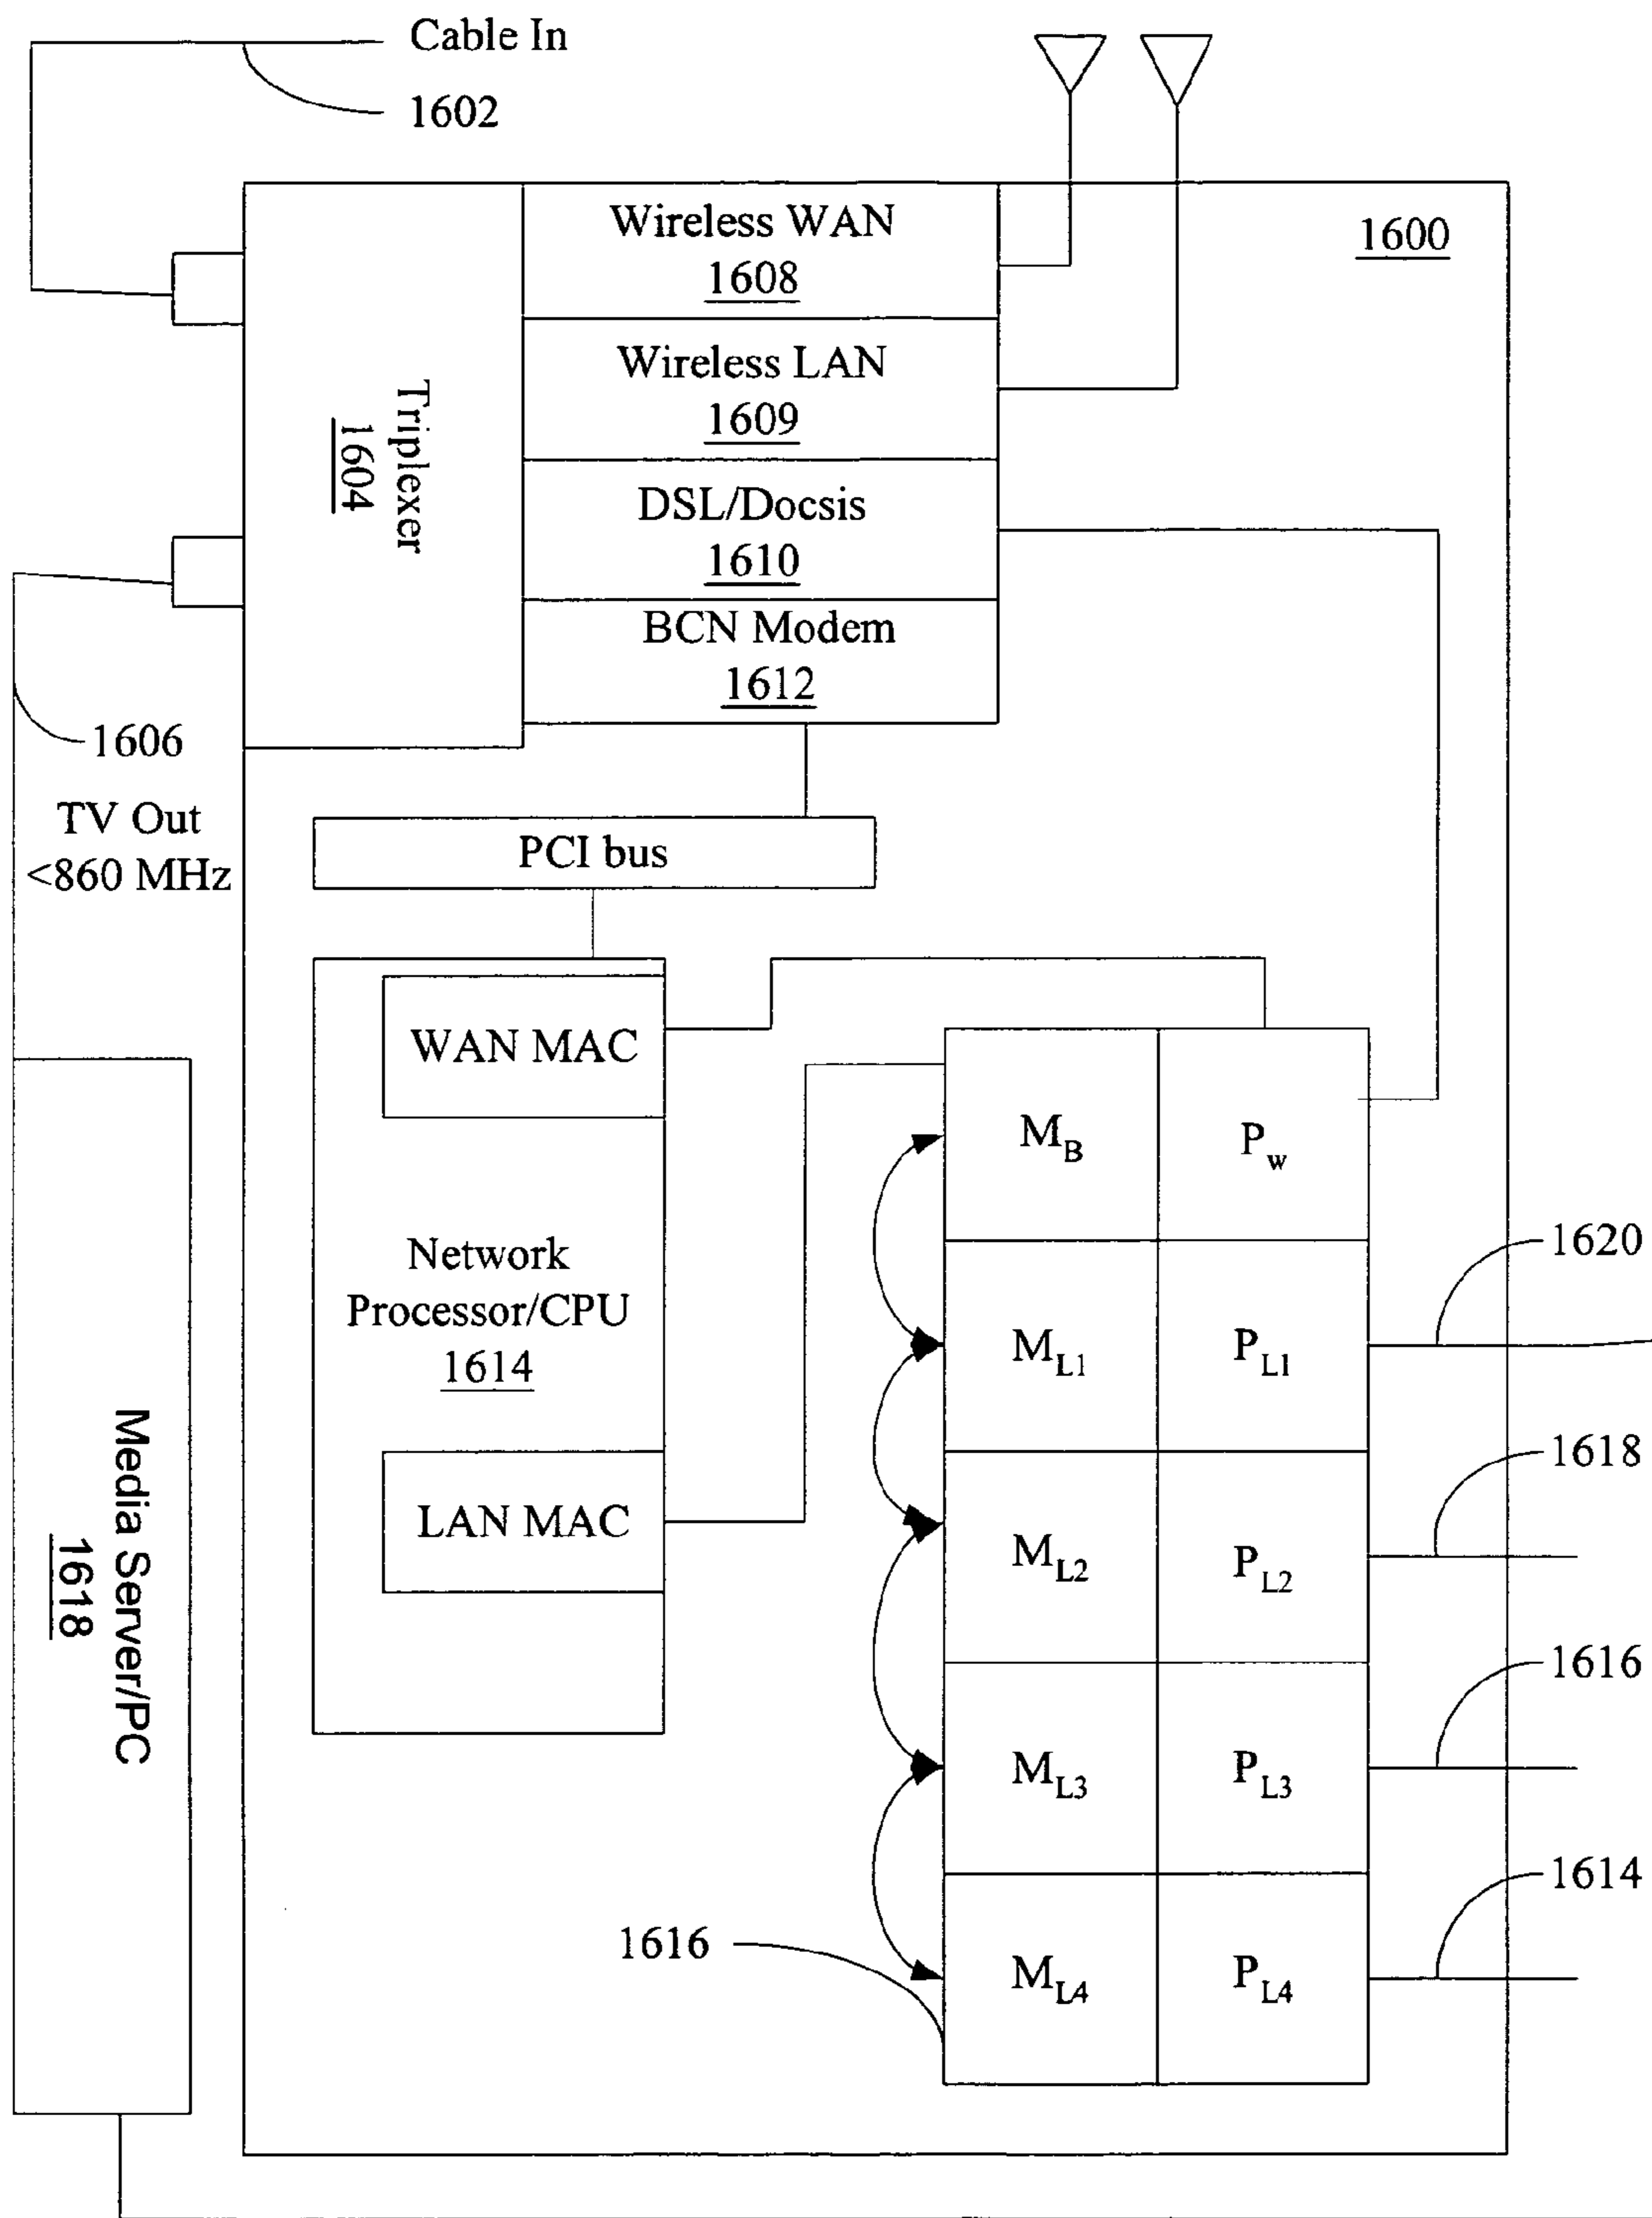 Cable In
1602
Wireless WAN
1608
1600
Wireless LAN
1609
Triplexer
1604
DSL/Docsis
1610
BCN Modem
1612
1606
TV Out
<860 MHz
PCI bus
WAN MAC
M_B
P_w
Network
Processor/CPU
1614
1620
M_L1
P_L1
1618
LAN MAC
M_L2
P_L2
Media Server/PC
1618
1616
M_L3
P_L3
1614
1616
M_L4
P_L4